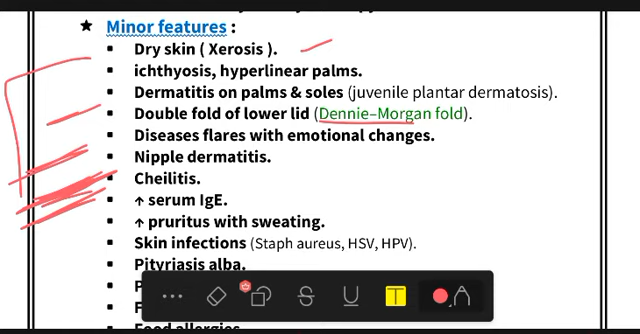 ★ Minor features :
▪ Dry skin ( Xerosis ).
▪ ichthyosis, hyperlinear palms.
▪ Dermatitis on palms & soles (juvenile plantar dermatosis).
▪ Double fold of lower lid (Dennie–Morgan fold).
▪ Diseases flares with emotional changes.
▪ Nipple dermatitis.
▪ Cheilitis.
▪ ↑ serum IgE.
▪ ↑ pruritus with sweating.
▪ Skin infections (Staph aureus, HSV, HPV).
▪ Pityriasis alba.
▪ Food allergies